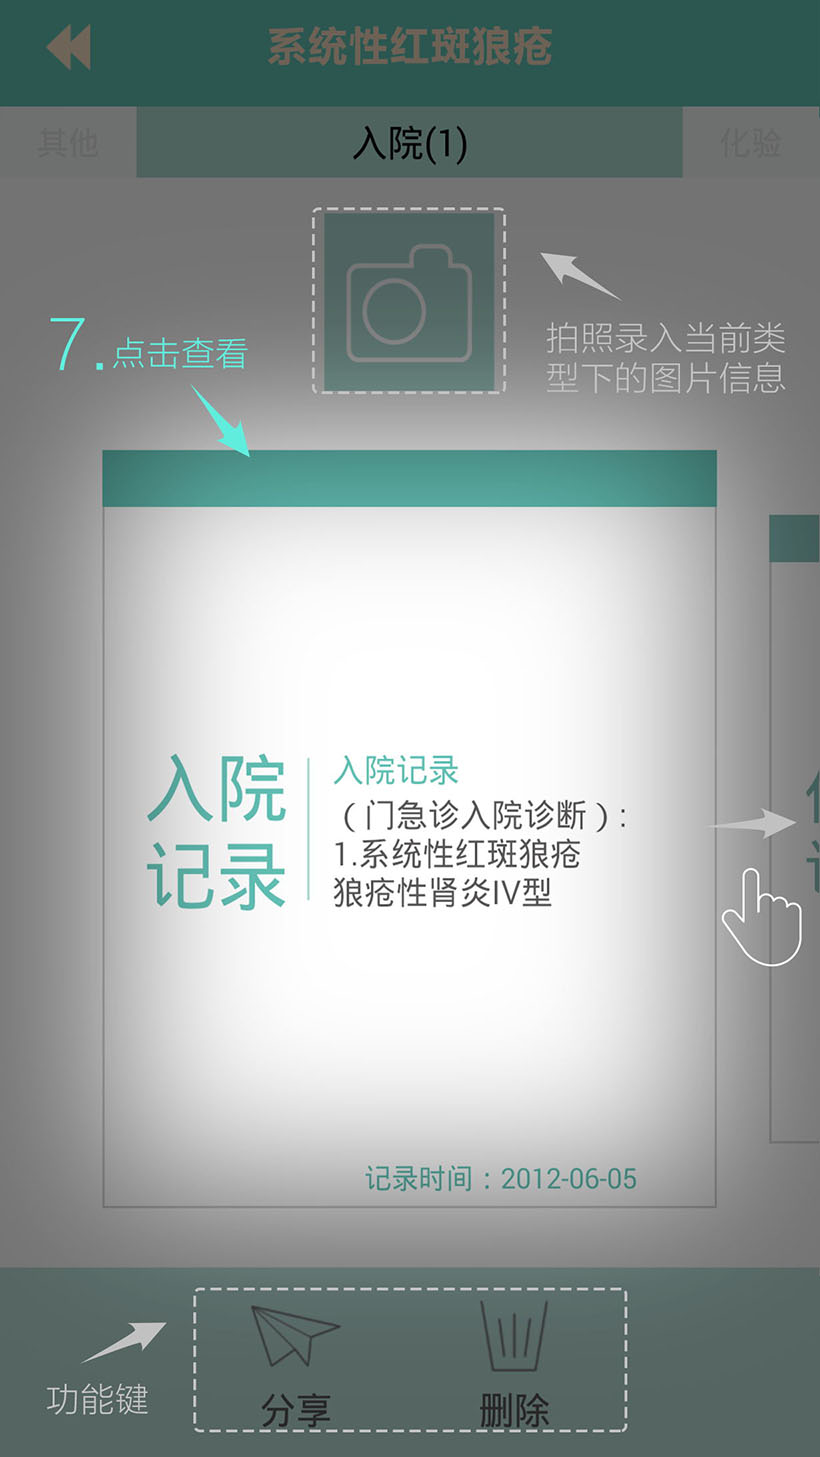 系统性红斑狼疮
其他
入院(1)
化验
7.点击查看
拍照录入当前类
型下的图片信息
入院
记录
入院记录
（门急诊入院诊断）:
1.系统性红斑狼疮
狼疮性肾炎IV型
记录时间：2012-06-05
功能键
分享
删除